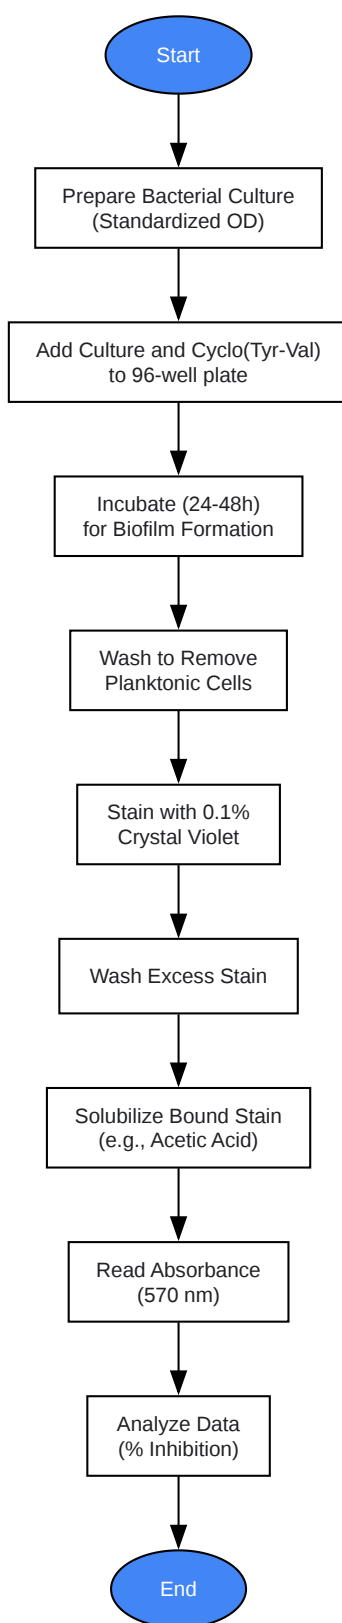 Start
Prepare Bacterial Culture
(Standardized OD)
Add Culture and Cyclo(Tyr-Val)
to 96-well plate
Incubate (24-48h)
for Biofilm Formation
Wash to Remove
Planktonic Cells
Stain with 0.1%
Crystal Violet
Wash Excess Stain
Solubilize Bound Stain
(e.g., Acetic Acid)
Read Absorbance
(570 nm)
Analyze Data
(% Inhibition)
End